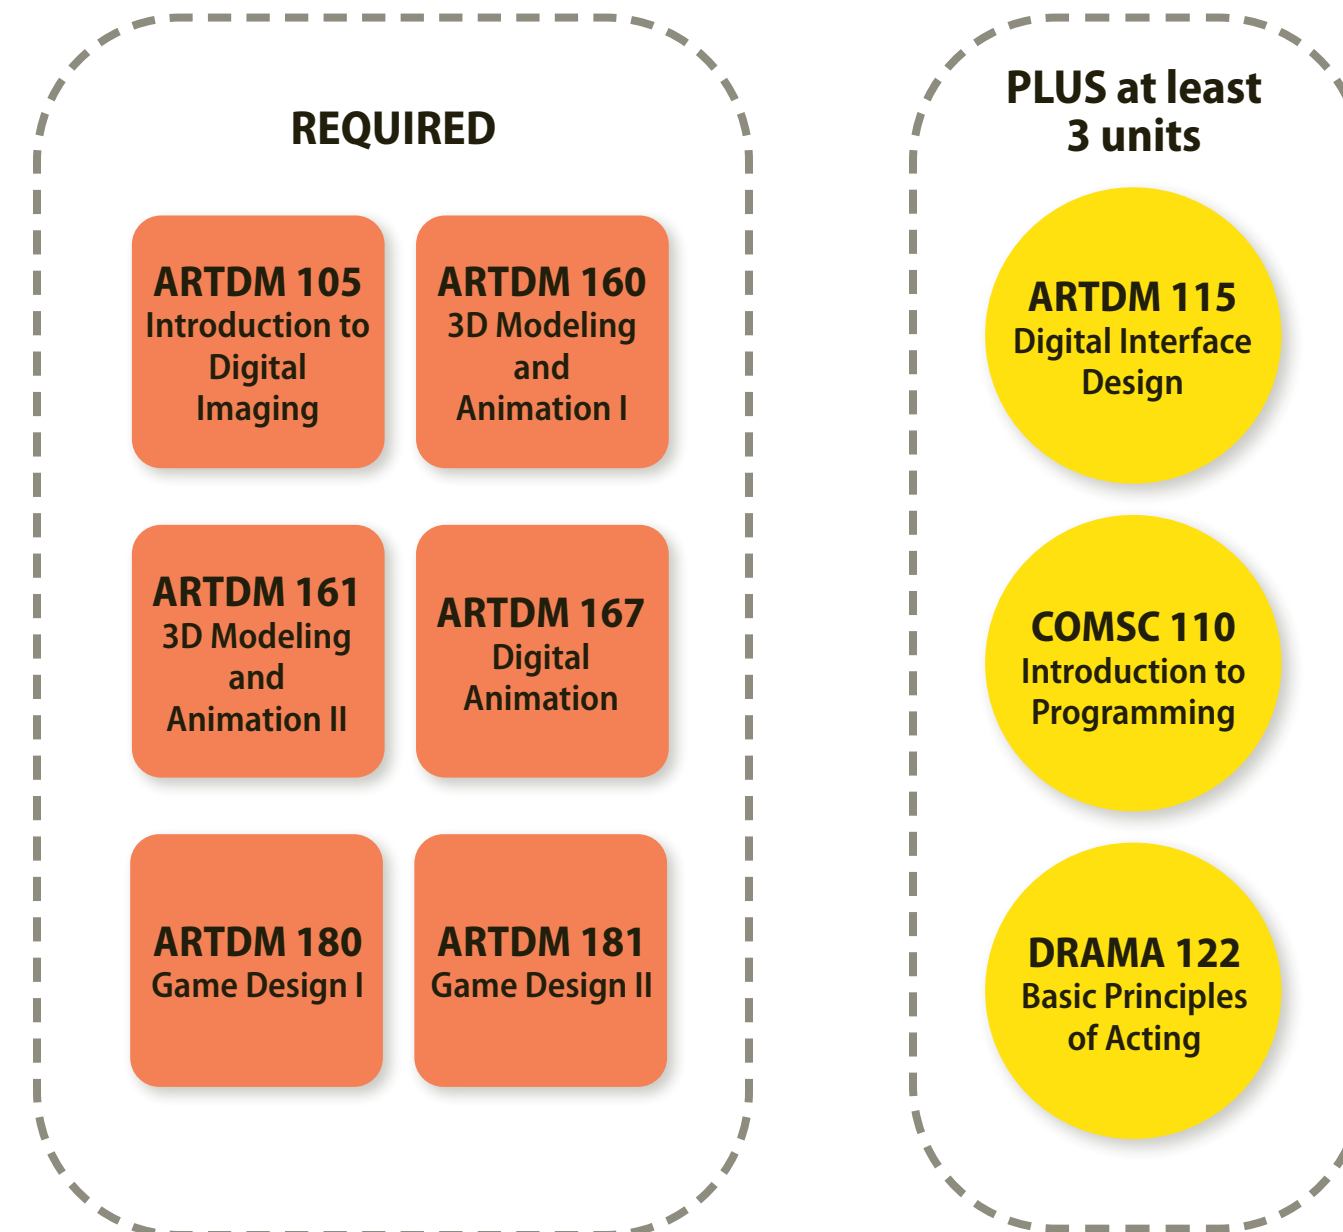 REQUIRED
ARTDM 105
Introduction to
Digital
Imaging
ARTDM 160
3D Modeling
and
Animation I
ARTDM 161
3D Modeling
and
Animation II
ARTDM 167
Digital
Animation
ARTDM 180
Game Design I
ARTDM 181
Game Design II
PLUS at least
3 units
ARTDM 115
Digital Interface
Design
COMSC 110
Introduction to
Programming
DRAMA 122
Basic Principles
of Acting